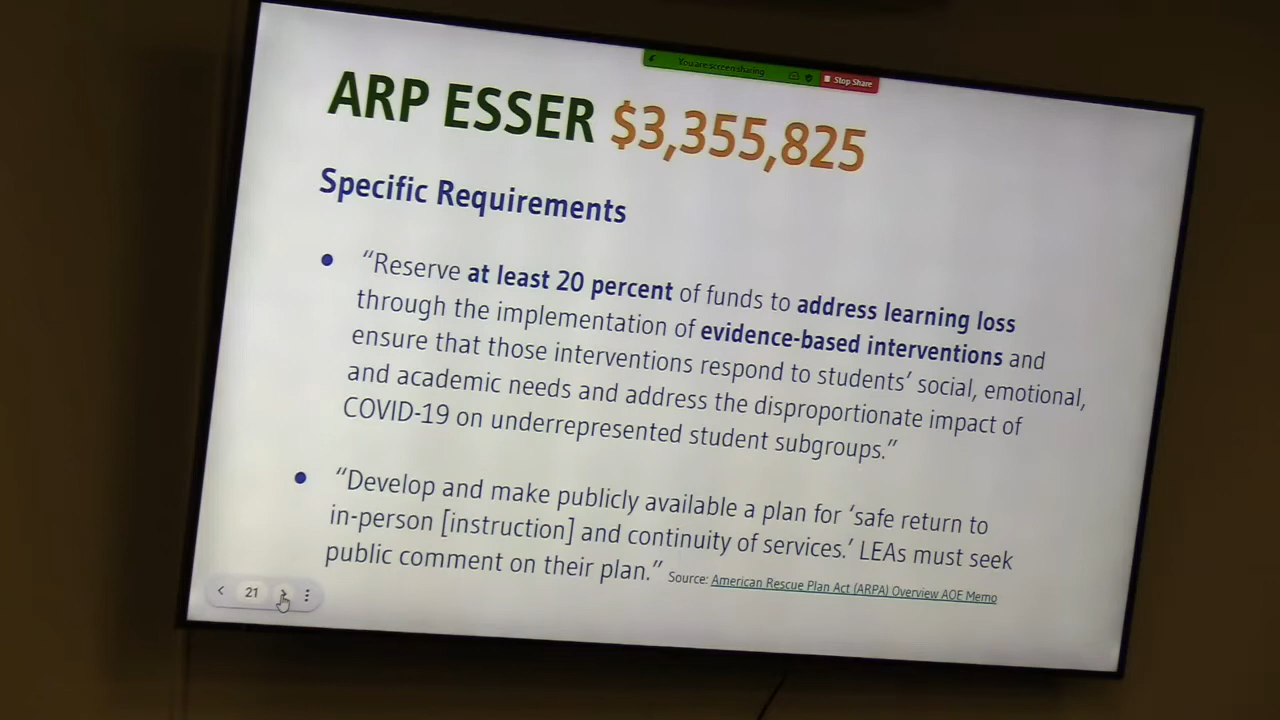 You are screen sharing
Stop Share
ARP ESSER $3,355,825
Specific Requirements
• “Reserve at least 20 percent of funds to address learning loss
through the implementation of evidence-based interventions and
ensure that those interventions respond to students’ social, emotional,
and academic needs and address the disproportionate impact of
COVID-19 on underrepresented student subgroups.”
• “Develop and make publicly available a plan for ‘safe return to
in-person [instruction] and continuity of services.’ LEAs must seek
public comment on their plan.” Source: American Rescue Plan Act (ARPA) Overview AOE Memo
21